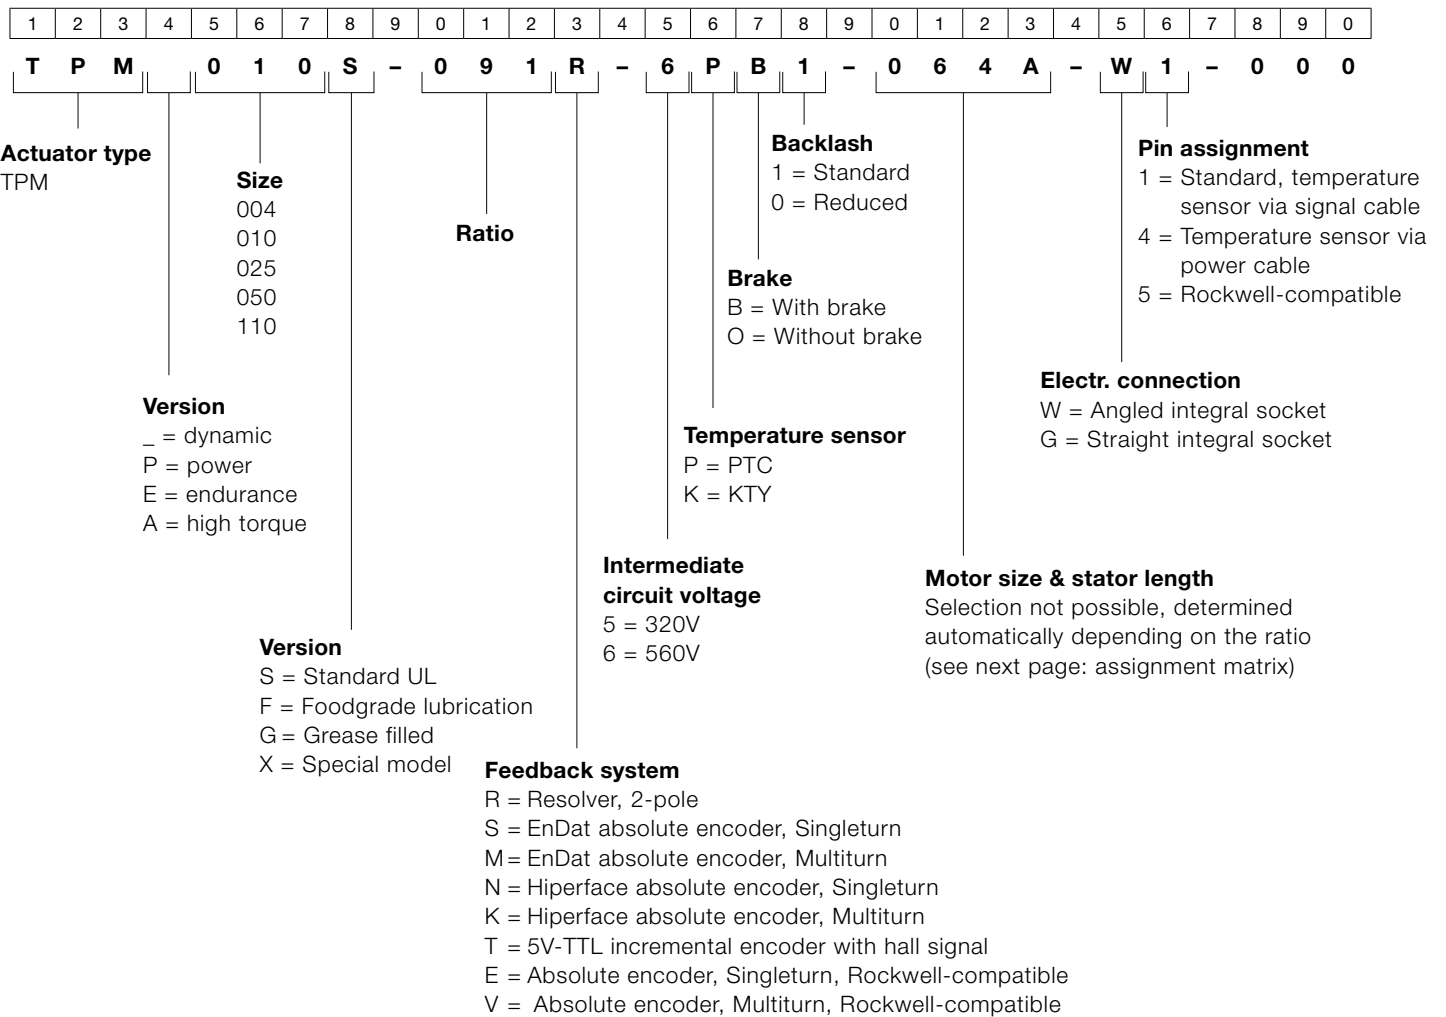 1 2 3 4 5 6 7 8 9 0 1 2 3 4 5 6 7 8 9 0 1 2 3 4 5 6 7 8 9 0
T P M 0 1 0 S – 0 9 1 R – 6 P B 1 – 0 6 4 A – W 1 – 0 0 0
Actuator type
TPM
Size
004
010
025
050
110
Ratio
Backlash
1 = Standard
0 = Reduced
Pin assignment
1 = Standard, temperature
sensor via signal cable
4 = Temperature sensor via
power cable
5 = Rockwell-compatible
Brake
B = With brake
O = Without brake
Electr. connection
W = Angled integral socket
G = Straight integral socket
Version
_ = dynamic
P = power
E = endurance
A = high torque
Temperature sensor
P = PTC
K = KTY
Intermediate
circuit voltage
5 = 320V
6 = 560V
Motor size & stator length
Selection not possible, determined
automatically depending on the ratio
(see next page: assignment matrix)
Version
S = Standard UL
F = Foodgrade lubrication
G = Grease filled
X = Special model
Feedback system
R = Resolver, 2-pole
S = EnDat absolute encoder, Singleturn
M = EnDat absolute encoder, Multiturn
N = Hiperface absolute encoder, Singleturn
K = Hiperface absolute encoder, Multiturn
T = 5V-TTL incremental encoder with hall signal
E = Absolute encoder, Singleturn, Rockwell-compatible
V = Absolute encoder, Multiturn, Rockwell-compatible